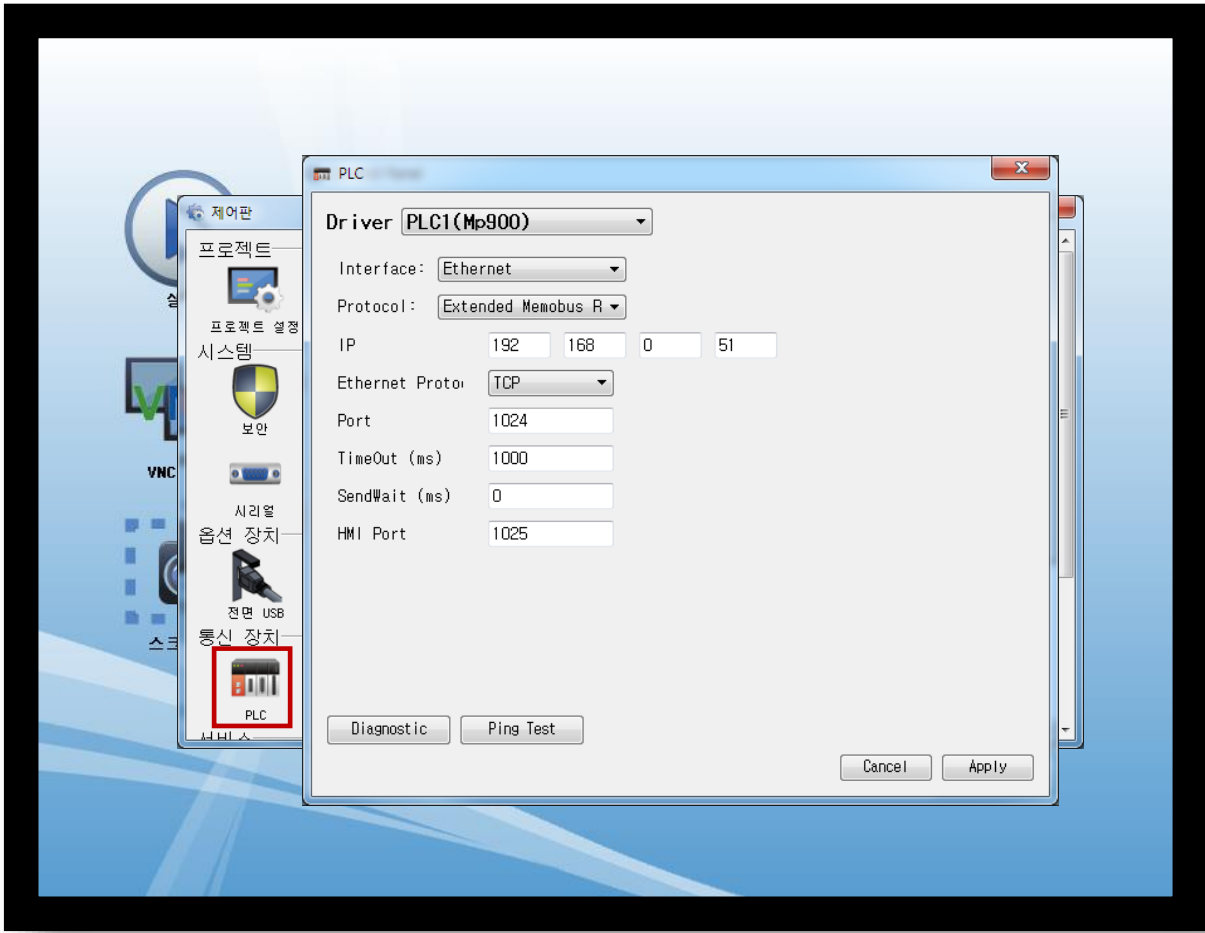 PLC
제어판
Driver PLC1(Mp900)
프로젝트
Interface: Ethernet
Protocol: Extended Memobus R
프로젝트 설정
IP 192 168 0 51
시스템
Ethernet Proto TCP
Port 1024
보안
TimeOut (ms) 1000
VNC
SendWait (ms) 0
시리얼
HMI Port 1025
옵션 장치
전면 USB
통신 장치
PLC
Diagnostic Ping Test
서비스
Cancel Apply